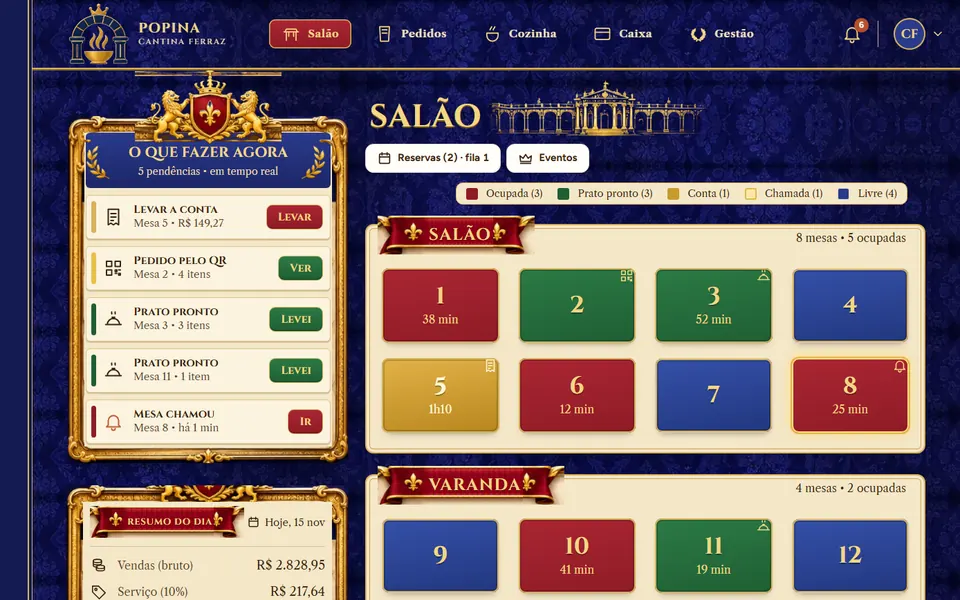 POPINA
CANTINA FERRAZ
Salão
Pedidos
Cozinha
Caixa
Gestão
6
CF
O QUE FAZER AGORA
5 pendências • em tempo real
LEVAR A CONTA
Mesa 5 • R$ 149,27
LEVAR
PEDIDO PELO QR
Mesa 2 • 4 itens
VER
PRATO PRONTO
Mesa 3 • 3 itens
LEVEI
PRATO PRONTO
Mesa 11 • 1 item
LEVEI
MESA CHAMOU
Mesa 8 • há 1 min
IR
RESUMO DO DIA
Hoje, 15 nov
Vendas (bruto) R$ 2.828,95
Serviço (10%) R$ 217,64
SALÃO
Reservas (2) · fila 1
Eventos
Ocupada (3)
Prato pronto (3)
Conta (1)
Chamada (1)
Livre (4)
SALÃO
8 mesas • 5 ocupadas
1
38 min
2
3
52 min
4
5
1h10
6
12 min
7
8
25 min
VARANDA
4 mesas • 2 ocupadas
9
10
41 min
11
19 min
12